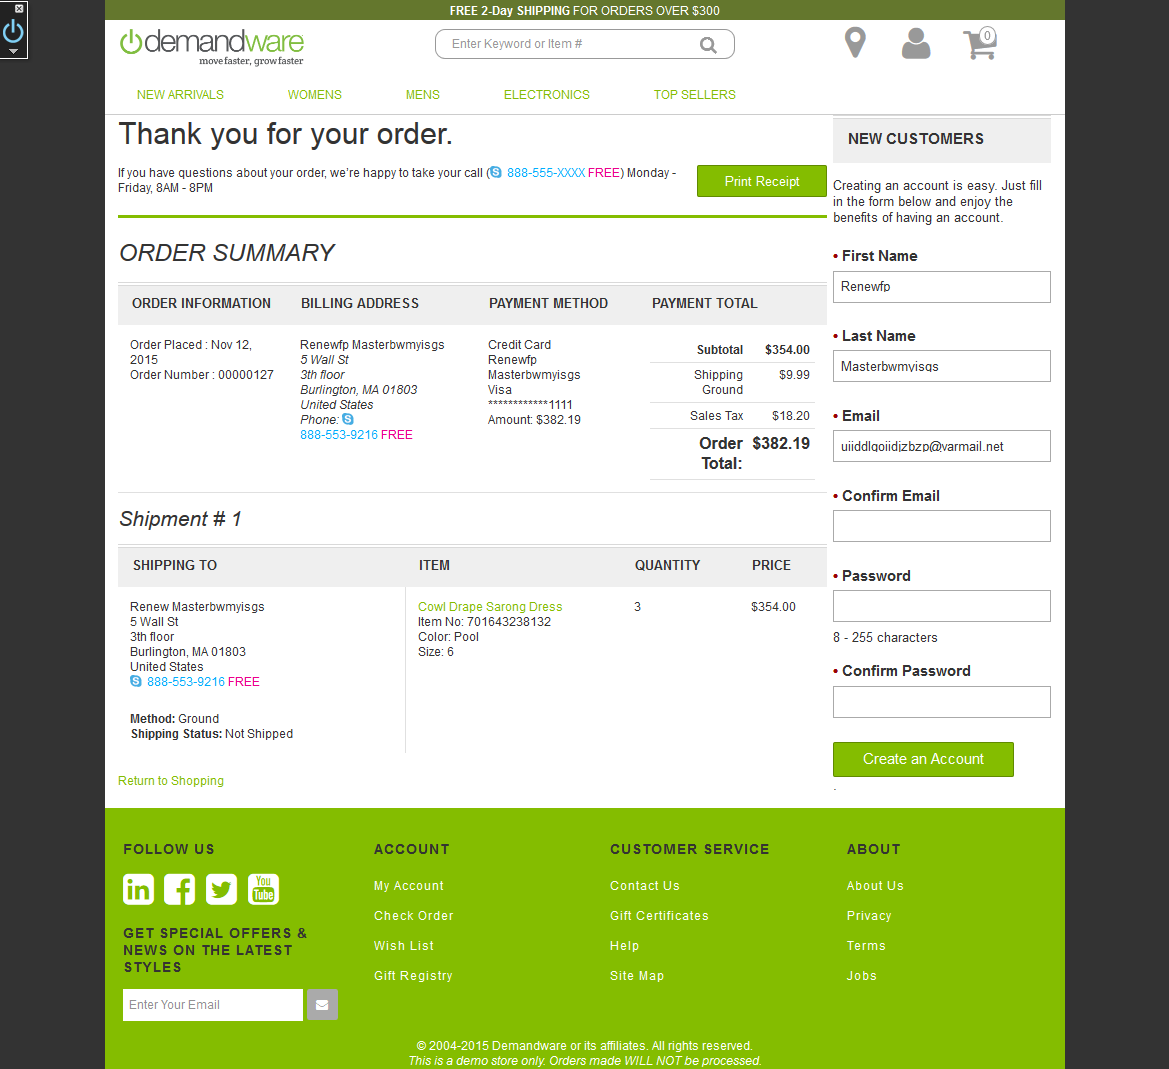 FREE 2-Day SHIPPING FOR ORDERS OVER $300
demandware
move faster, grow faster
Enter Keyword or Item #
0
NEW ARRIVALS WOMENS MENS ELECTRONICS TOP SELLERS
Thank you for your order.
If you have questions about your order, we're happy to take your call (888-555-XXXX FREE) Monday -
Friday, 8AM - 8PM
Print Receipt
ORDER SUMMARY
ORDER INFORMATION
Order Placed : Nov 12,
2015
Order Number : 00000127
BILLING ADDRESS
Renewfp Masterbwmyisgs
5 Wall St
3th floor
Burlington, MA 01803
United States
Phone:
888-553-9216 FREE
PAYMENT METHOD
Credit Card
Renewfp
Masterbwmyisgs
Visa
************1111
Amount: $382.19
PAYMENT TOTAL
Subtotal $354.00
Shipping $9.99
Ground
Sales Tax $18.20
Order $382.19
Total:
Shipment # 1
SHIPPING TO
Renew Masterbwmyisgs
5 Wall St
3th floor
Burlington, MA 01803
United States
888-553-9216 FREE
Method: Ground
Shipping Status: Not Shipped
ITEM
Cowl Drape Sarong Dress
Item No: 701643238132
Color: Pool
Size: 6
QUANTITY
3
PRICE
$354.00
Return to Shopping
NEW CUSTOMERS
Creating an account is easy. Just fill
in the form below and enjoy the
benefits of having an account.
• First Name
Renewfp
• Last Name
Masterbwmyisgs
• Email
uiiddlqoiidjzbzp@varmail.net
• Confirm Email
• Password
8 - 255 characters
• Confirm Password
Create an Account
FOLLOW US
in
You
Tube
GET SPECIAL OFFERS &
NEWS ON THE LATEST
STYLES
Enter Your Email
ACCOUNT
My Account
Check Order
Wish List
Gift Registry
CUSTOMER SERVICE
Contact Us
Gift Certificates
Help
Site Map
ABOUT
About Us
Privacy
Terms
Jobs
© 2004-2015 Demandware or its affiliates. All rights reserved.
This is a demo store only. Orders made WILL NOT be processed.